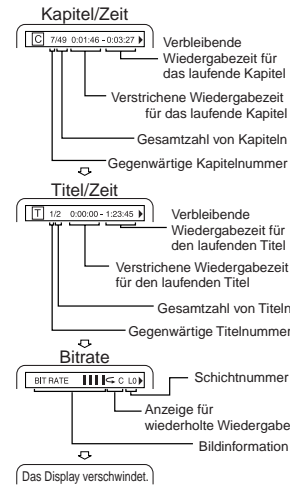 Kapitel/Zeit
C 7/49 0:01:46 - 0:03:27
Verbleibende
Wiedergabezeit für
das laufende Kapitel
Verstrichene Wiedergabezeit
für das laufende Kapitel
Gesamtzahl von Kapiteln
Gegenwärtige Kapitelnummer
Titel/Zeit
T 1/2 0:00:00 - 1:23:45
Verbleibende
Wiedergabezeit für
den laufenden Titel
Verstrichene Wiedergabezeit
für den laufenden Titel
Gesamtzahl von Titeln
Gegenwärtige Titelnummer
Bitrate
BIT RATE C L0
Schichtnummer
Anzeige für
wiederholte Wiedergabe
Bildinformation
Das Display verschwindet.